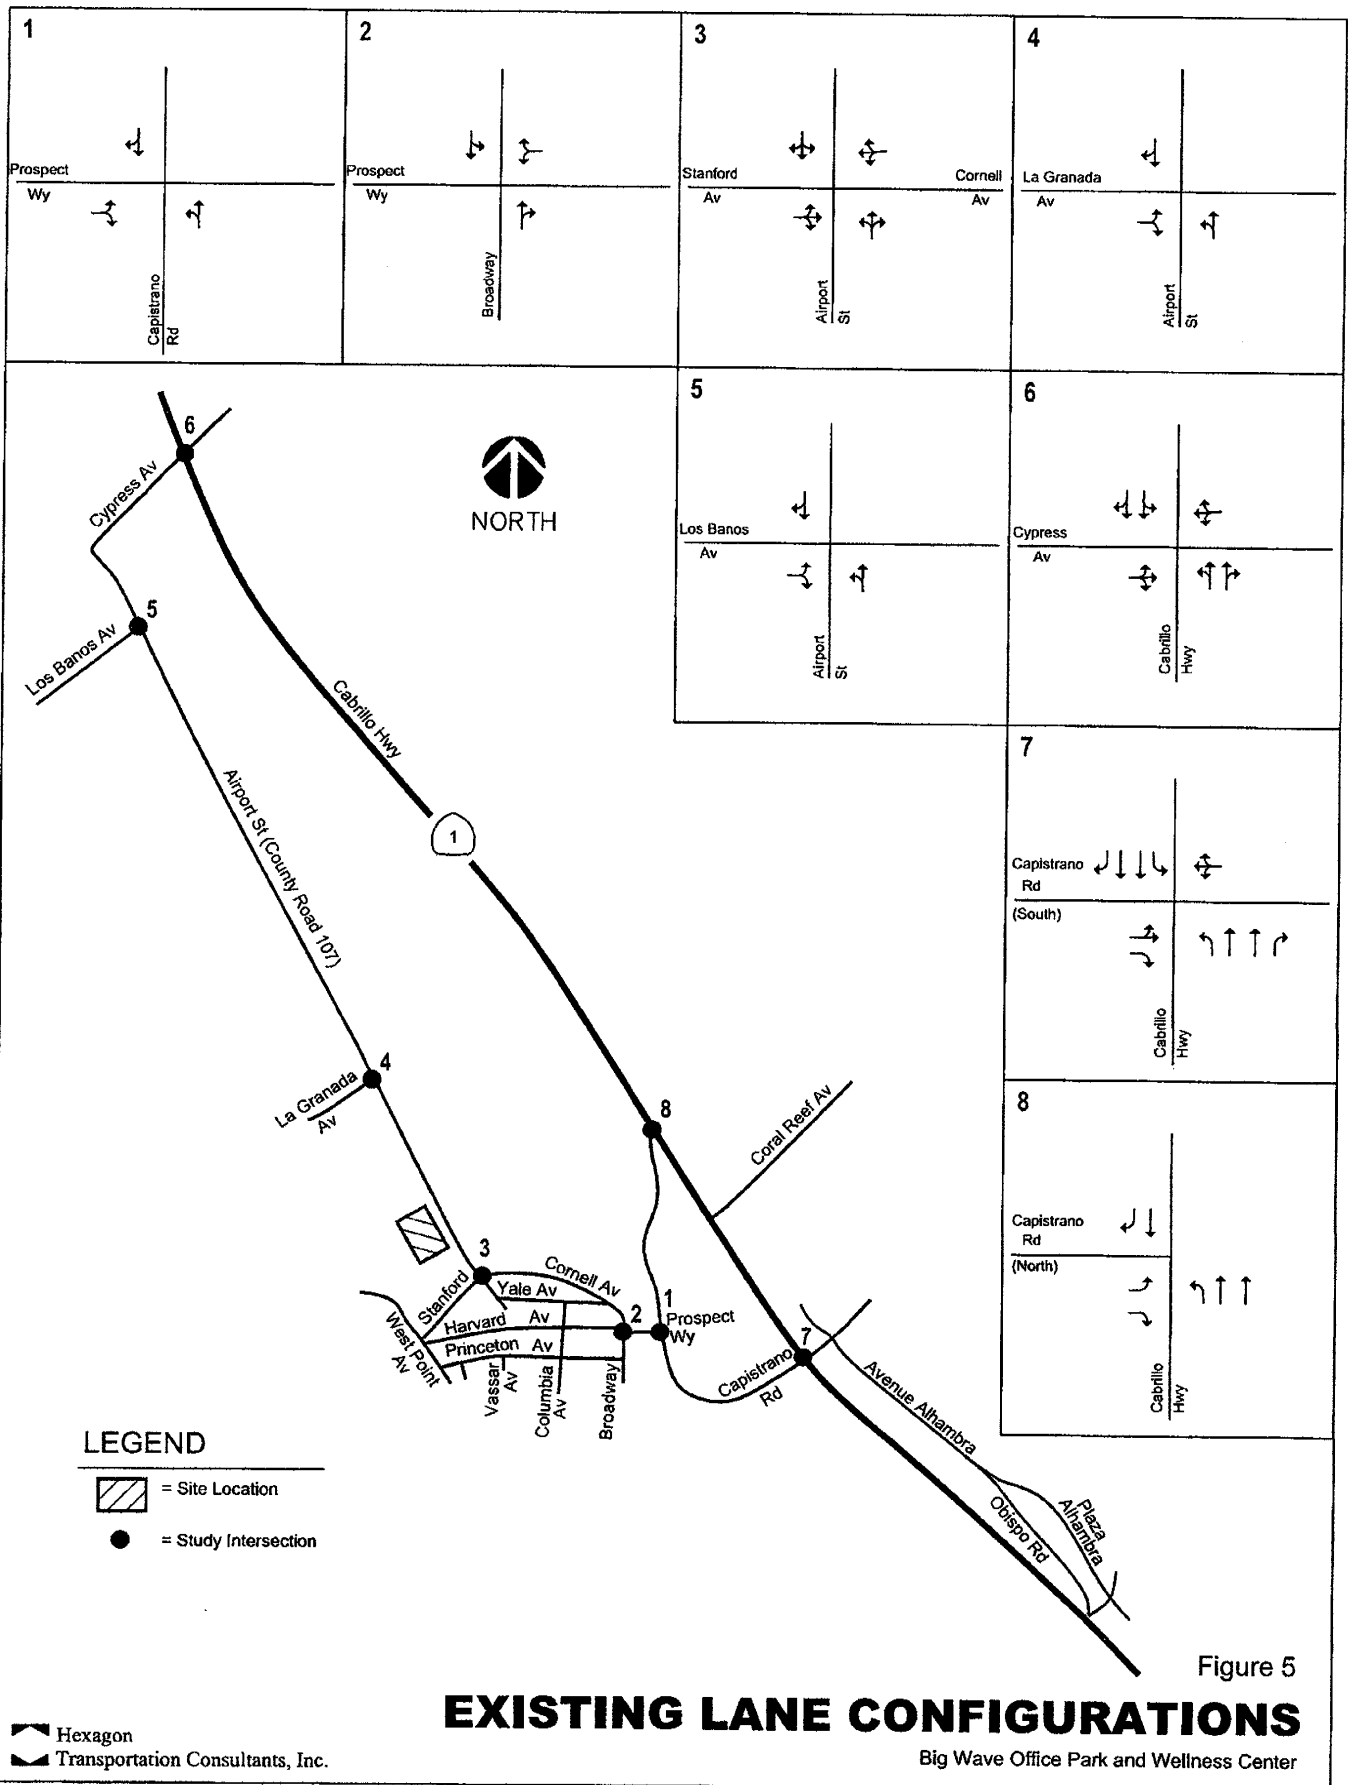 1
Prospect
Wy
Capistrano
Rd
2
Prospect
Wy
Broadway
3
Stanford
Av
Cornell
Av
Airport
St
4
La Granada
Av
Airport
St
5
Los Banos
Av
Airport
St
6
Cypress
Av
Cabrillo
Hwy
7
Capistrano
Rd
(South)
Cabrillo
Hwy
8
Capistrano
Rd
(North)
Cabrillo
Hwy
6
Cypress Av
NORTH
5
Los Banos Av
Cabrillo Hwy
1
Airport St (County Road 107)
4
La Granada
Av
8
Coral Reef Av
3
Stanford
Cornell Av
Yale Av
Harvard Av
Princeton Av
West Point
Av
Vassar
Av
Columbia
Av
Broadway
2
1
Prospect
Wy
7
Capistrano
Rd
Avenue Alhambra
Obispo Rd
Plaza
Alhambra
LEGEND
= Site Location
= Study Intersection
Figure 5
EXISTING LANE CONFIGURATIONS
Big Wave Office Park and Wellness Center
Hexagon
Transportation Consultants, Inc.